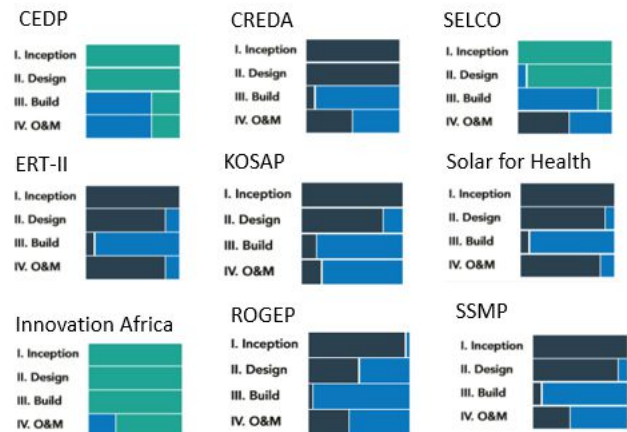 CEDP
I. Inception
II. Design
III. Build
IV. O&M
CREDA
I. Inception
II. Design
III. Build
IV. O&M
SELCO
I. Inception
II. Design
III. Build
IV. O&M
ERT-II
I. Inception
II. Design
III. Build
IV. O&M
KOSAP
I. Inception
II. Design
III. Build
IV. O&M
Solar for Health
I. Inception
II. Design
III. Build
IV. O&M
Innovation Africa
I. Inception
II. Design
III. Build
IV. O&M
ROGEP
I. Inception
II. Design
III. Build
IV. O&M
SSMP
I. Inception
II. Design
III. Build
IV. O&M